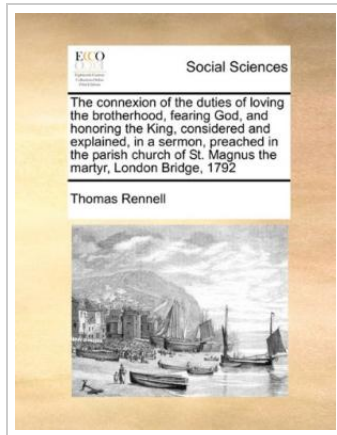 ECCO
Social Sciences
The connexion of the duties of loving
the brotherhood, fearing God, and
honoring the King, considered and
explained, in a sermon, preached in
the parish church of St. Magnus the
martyr, London Bridge, 1792
Thomas Rennell